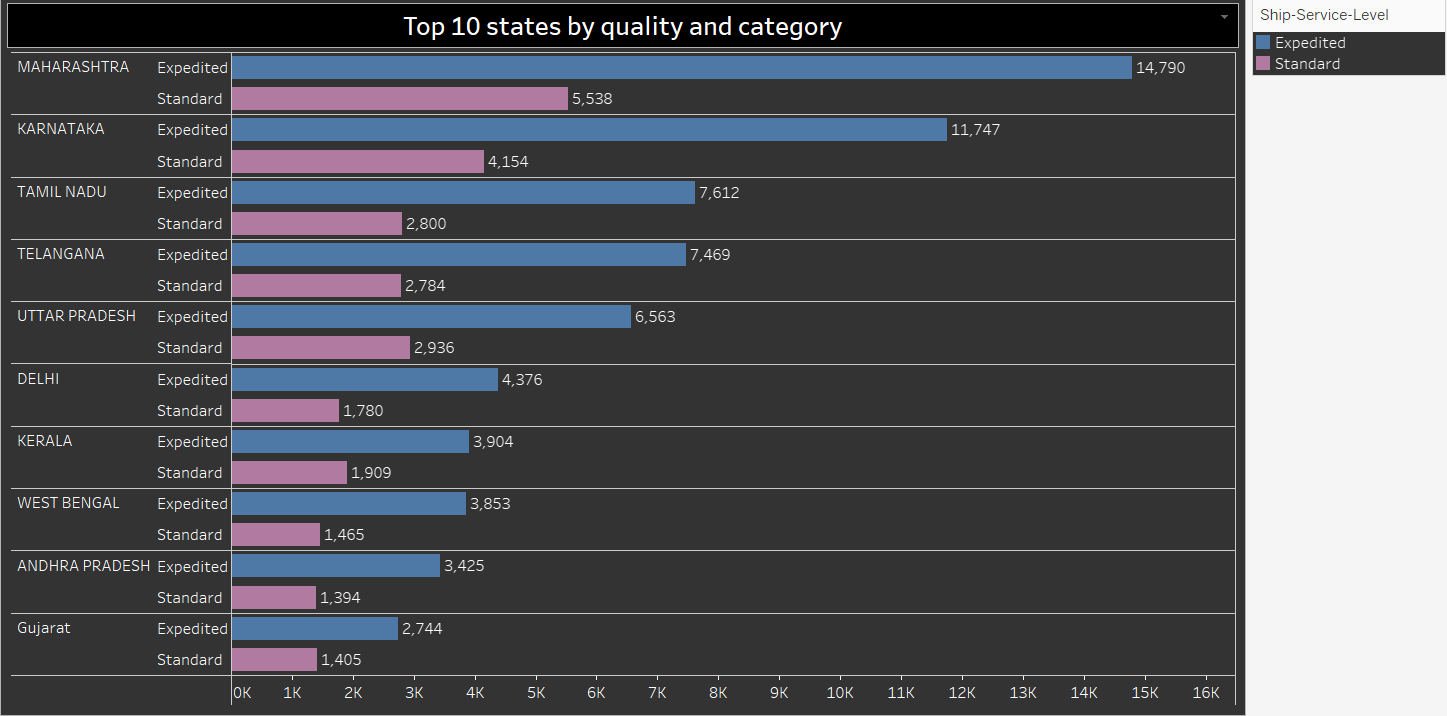 Top 10 states by quality and category
Ship-Service-Level
Expedited
Standard
MAHARASHTRA Expedited 14,790
Standard 5,538
KARNATAKA Expedited 11,747
Standard 4,154
TAMIL NADU Expedited 7,612
Standard 2,800
TELANGANA Expedited 7,469
Standard 2,784
UTTAR PRADESH Expedited 6,563
Standard 2,936
DELHI Expedited 4,376
Standard 1,780
KERALA Expedited 3,904
Standard 1,909
WEST BENGAL Expedited 3,853
Standard 1,465
ANDHRA PRADESH Expedited 3,425
Standard 1,394
Gujarat Expedited 2,744
Standard 1,405
0K 1K 2K 3K 4K 5K 6K 7K 8K 9K 10K 11K 12K 13K 14K 15K 16K